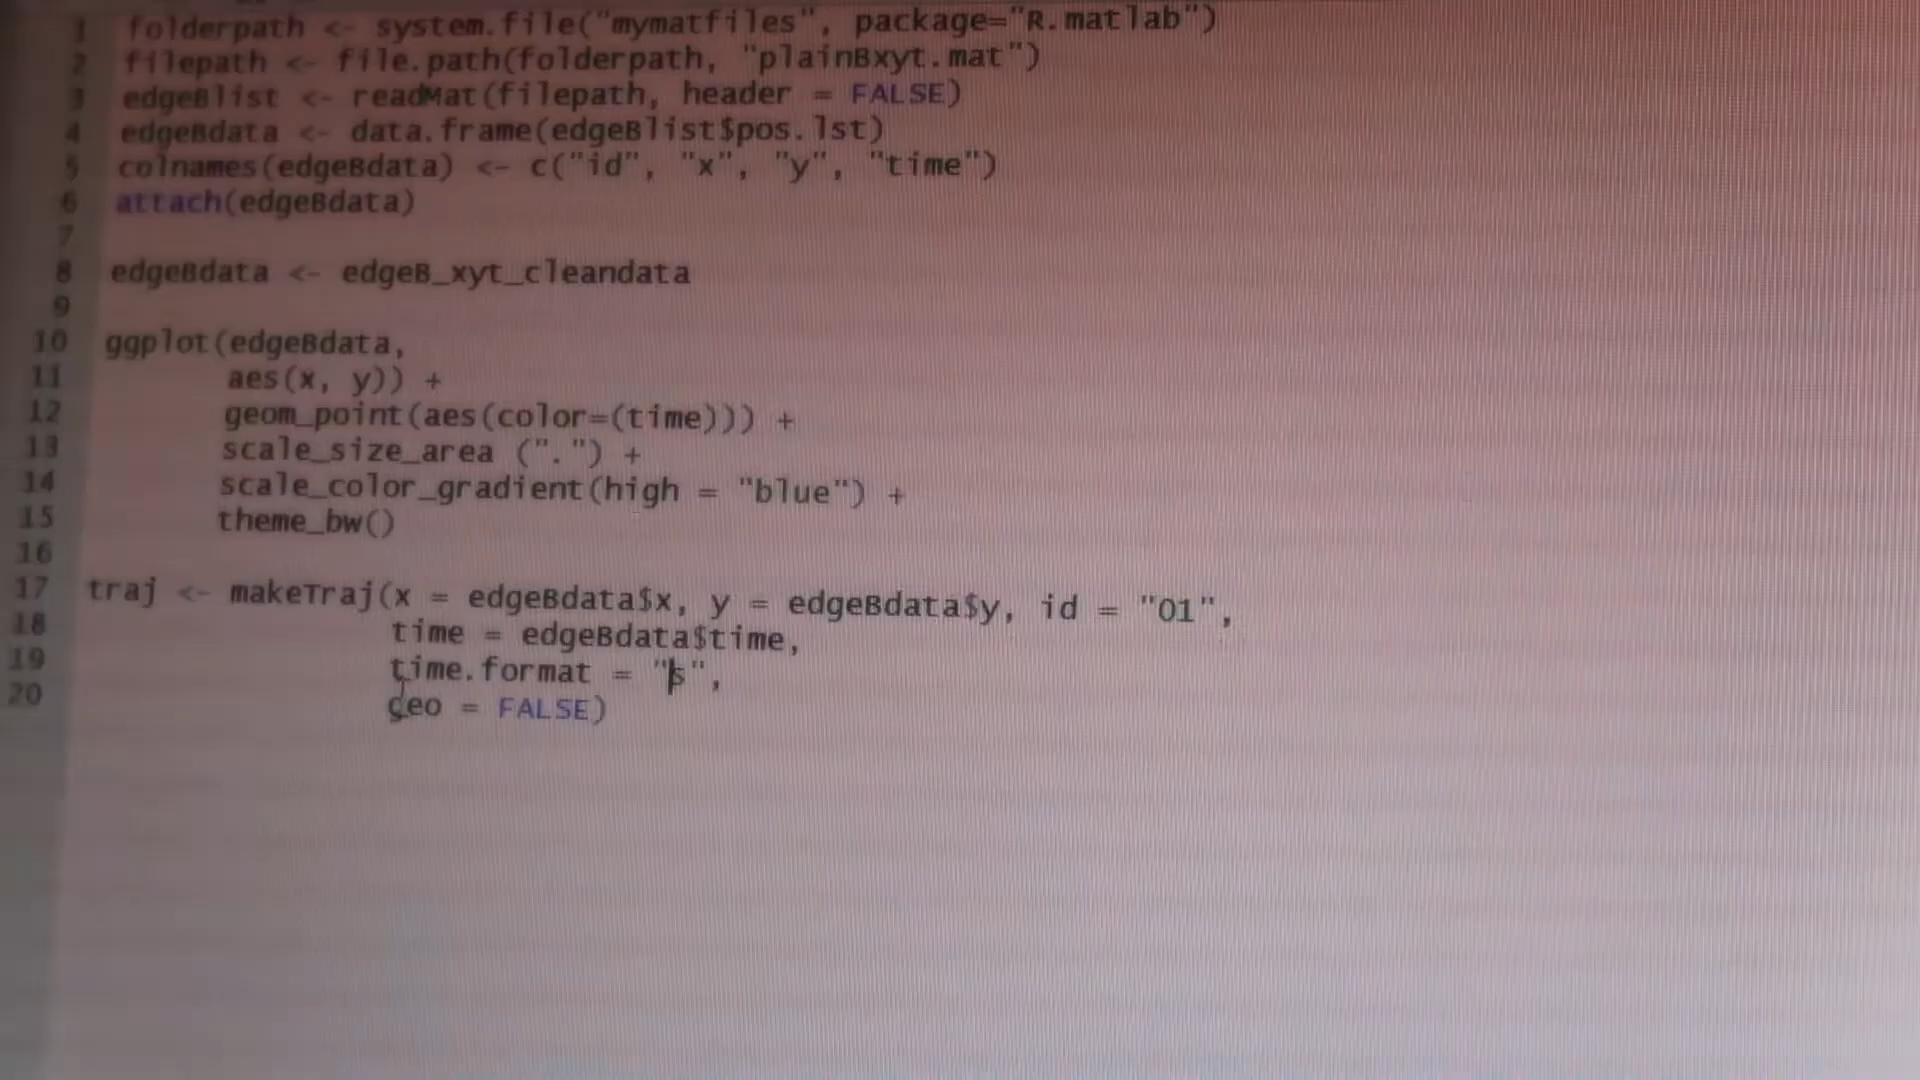 1 folderpath <- system.file("mymatfiles", package="R.matlab")
2 filepath <- file.path(folderpath, "plainBxyt.mat")
3 edgeBlist <- readMat(filepath, header = FALSE)
4 edgeBdata <- data.frame(edgeBlist$pos.lst)
5 colnames(edgeBdata) <- c("id", "x", "y", "time")
6 attach(edgeBdata)
7
8 edgeBdata <- edgeB_xyt_cleandata
9
10 ggplot(edgeBdata,
11 aes(x, y)) +
12 geom_point(aes(color=(time))) +
13 scale_size_area (".") +
14 scale_color_gradient(high = "blue") +
15 theme_bw()
16
17 traj <- makeTraj(x = edgeBdata$x, y = edgeBdata$y, id = "01",
18 time = edgeBdata$time,
19 time.format = "s",
20 geo = FALSE)